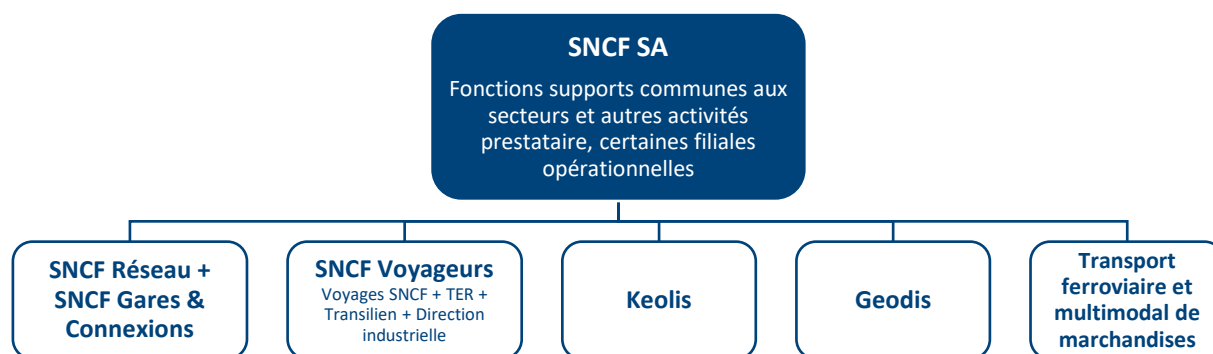 SNCF SA
Fonctions supports communes aux
secteurs et autres activités
prestataire, certaines filiales
opérationnelles
SNCF Réseau +
SNCF Gares &
Connexions
SNCF Voyageurs
Voyages SNCF + TER +
Transilien + Direction
industrielle
Keolis
Geodis
Transport
ferroviaire et
multimodal de
marchandises